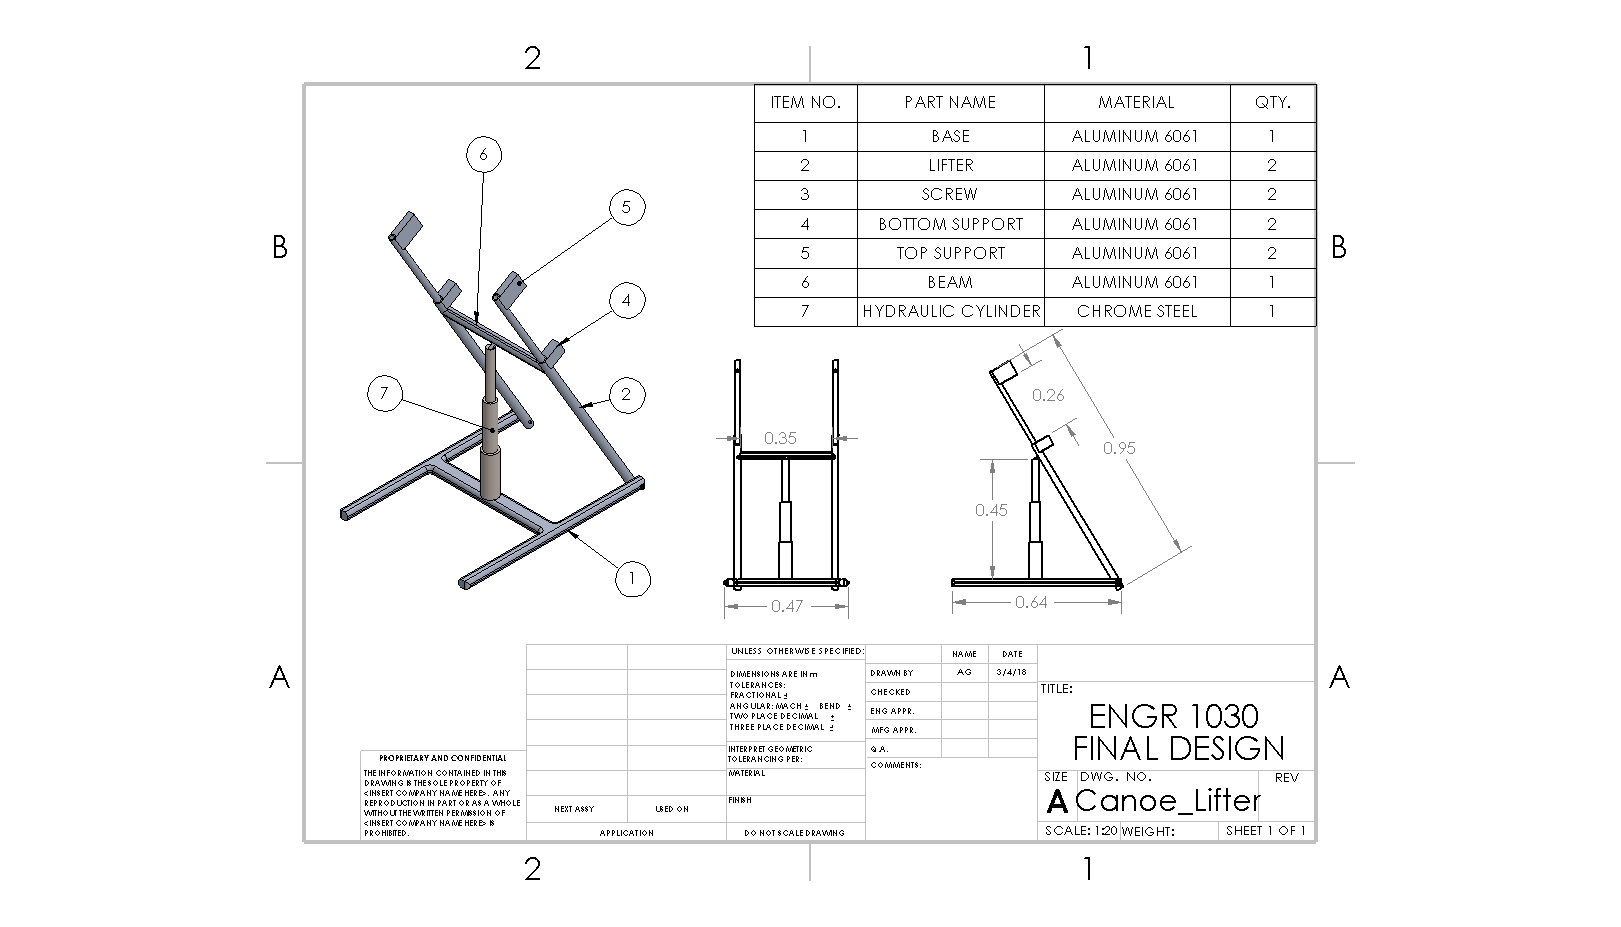 2 1
ITEM NO. PART NAME MATERIAL QTY.
1 BASE ALUMINUM 6061 1
2 LIFTER ALUMINUM 6061 2
3 SCREW ALUMINUM 6061 2
4 BOTTOM SUPPORT ALUMINUM 6061 2
5 TOP SUPPORT ALUMINUM 6061 2
6 BEAM ALUMINUM 6061 1
7 HYDRAULIC CYLINDER CHROME STEEL 1
B B
6
5
4
7
2
1
0.35
0.47
0.26
0.95
0.45
0.64
A A
UNLESS OTHERWISE SPECIFIED:
DIMENSIONS ARE IN m
TOLERANCES:
FRACTIONAL ±
ANGULAR: MACH ± BEND ±
TWO PLACE DECIMAL ±
THREE PLACE DECIMAL ±
INTERPRET GEOMETRIC
TOLERANCING PER:
MATERIAL
FINISH
DO NOT SCALE DRAWING
NAME DATE
DRAWN BY AG 3/4/18
CHECKED
ENG APPR.
MFG APPR.
Q.A.
COMMENTS:
TITLE:
ENGR 1030
FINAL DESIGN
SIZE DWG. NO. REV
A Canoe_Lifter
SCALE: 1:20 WEIGHT: SHEET 1 OF 1
PROPRIETARY AND CONFIDENTIAL
THE INFORMATION CONTAINED IN THIS
DRAWING IS THE SOLE PROPERTY OF
<INSERT COMPANY NAME HERE>. ANY
REPRODUCTION IN PART OR AS A WHOLE
WITHOUT THE WRITTEN PERMISSION OF
<INSERT COMPANY NAME HERE> IS
PROHIBITED.
NEXT ASSY USED ON
APPLICATION
2 1